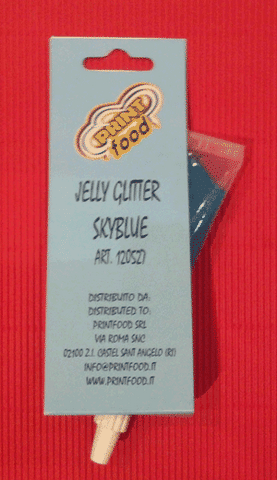 PRINT
food
JELLY GLITTER
SKYBLUE
ART. 120527
DISTRIBUITO DA:
DISTRIBUTED TO:
PRINTFOOD SRL
VIA ROMA SNC
02100 Z.I. CASTEL SANT ANGELO (RI)
INFO@PRINTFOOD.IT
WWW.PRINTFOOD.IT